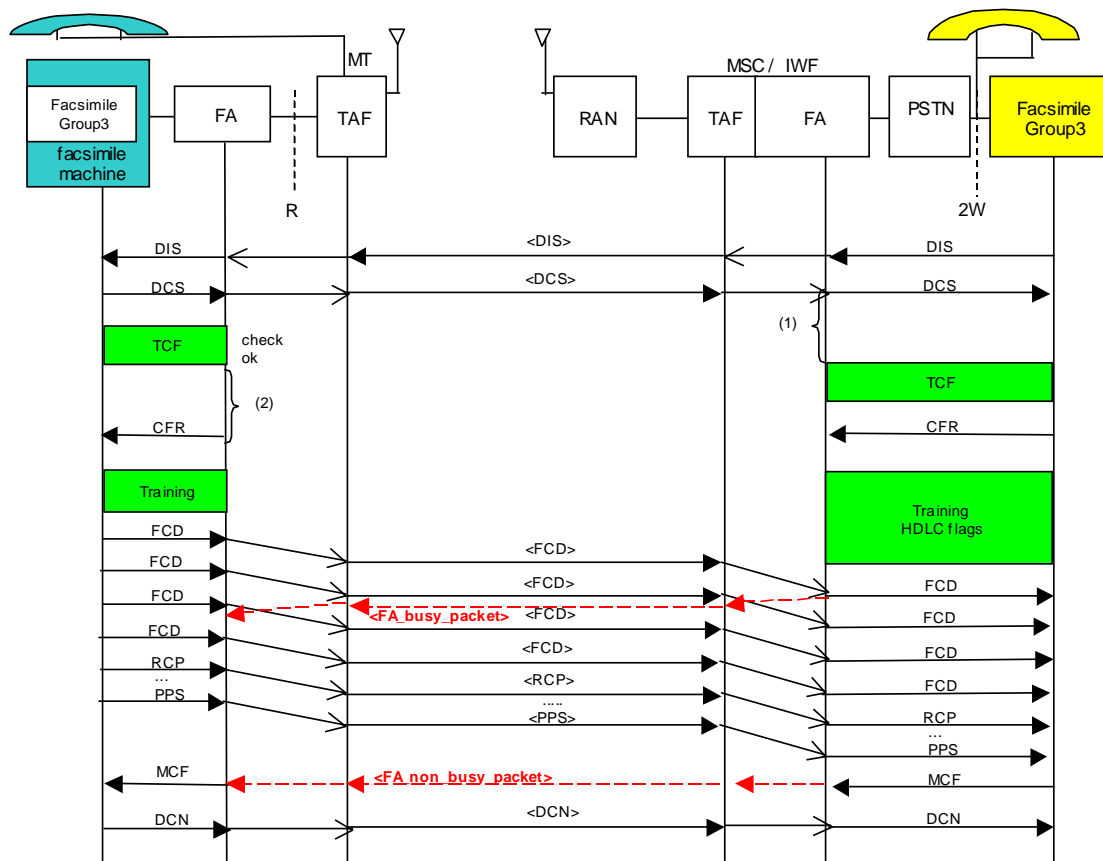 MT
MSC / IWF
Facsimile
Group3
facsimile
machine
FA
TAF
RAN
TAF
FA
PSTN
Facsimile
Group3
R
2W
DIS
<DIS>
DIS
DCS
<DCS>
DCS
(1)
TCF
check
ok
TCF
(2)
CFR
CFR
Training
Training
HDLC flags
FCD
<FCD>
FCD
<FCD>
FCD
FCD
<FA_busy_packet>
<FCD>
FCD
FCD
<FCD>
FCD
RCP
...
<RCP>
.....
FCD
PPS
<PPS>
RCP
...
PPS
MCF
<FA_non_busy_packet>
MCF
DCN
<DCN>
DCN